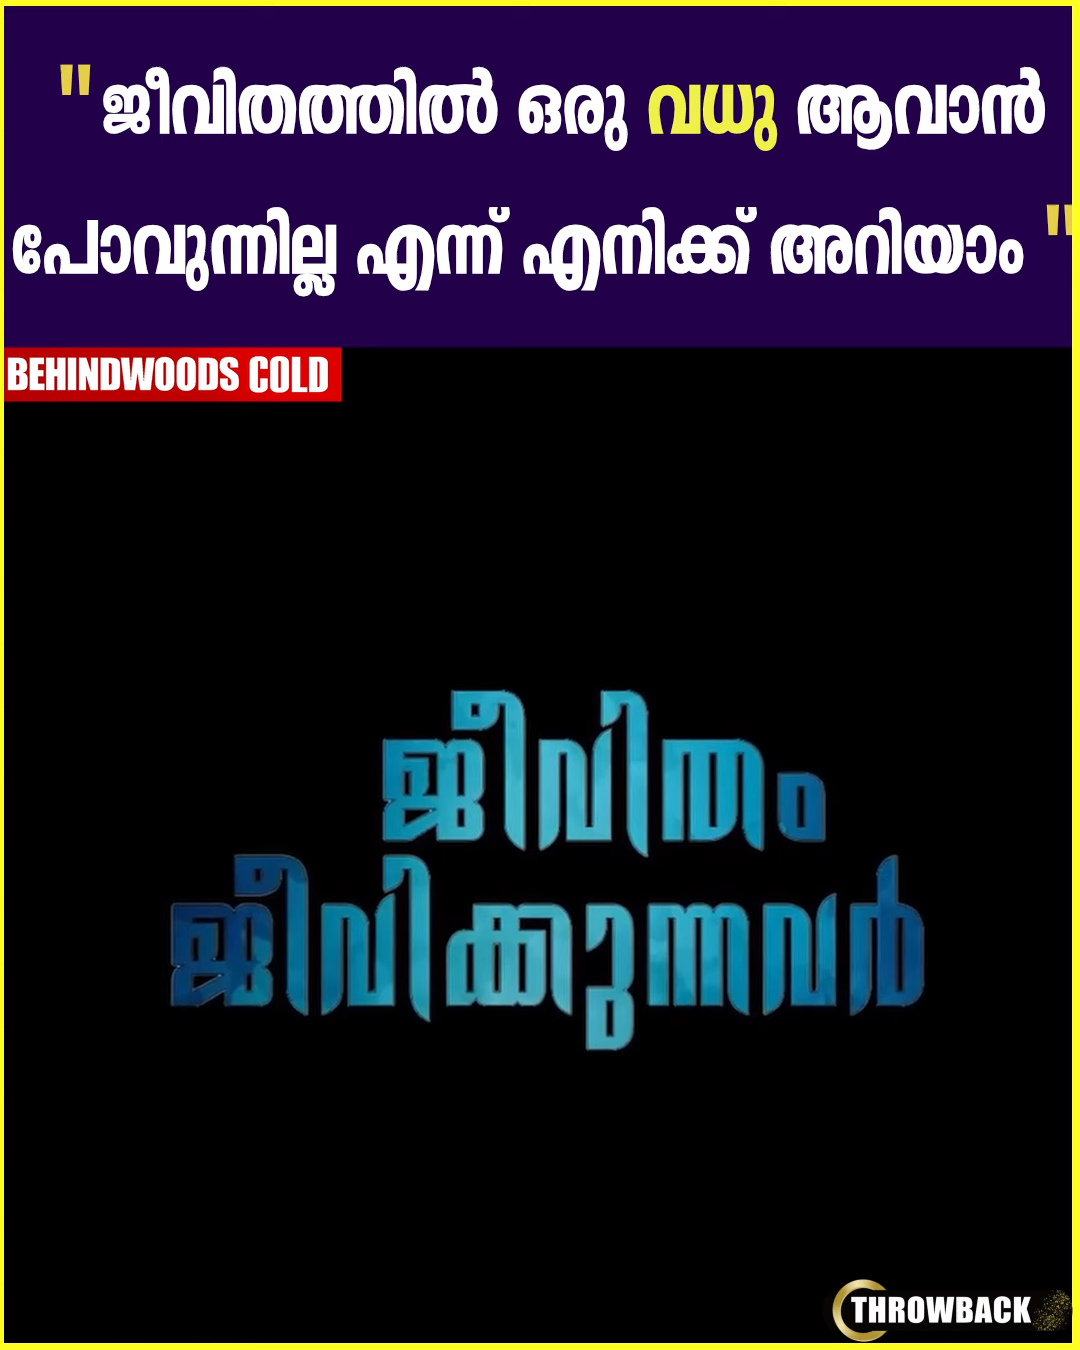 "ജീവിതത്തിൽ ഒരു വധു ആവാൻ
പോവുന്നില്ല എന്ന് എനിക്ക് അറിയാം"
BEHINDWOODS COLD
ജീവിതം
ജീവിക്കുന്നവർ
THROWBACK